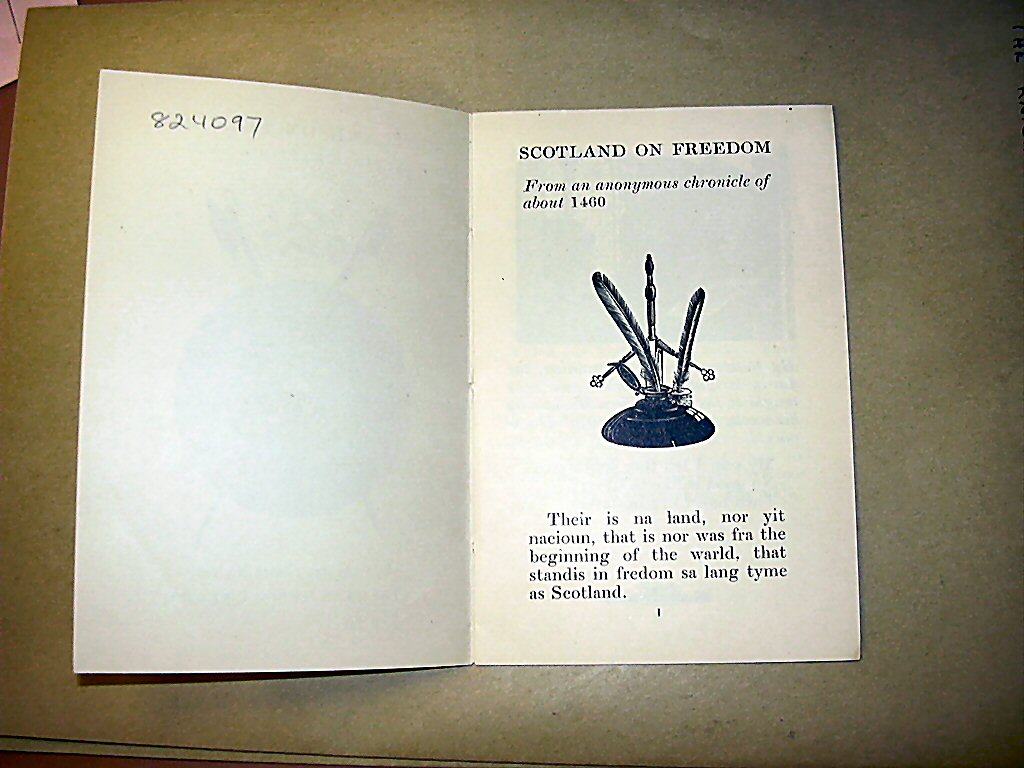 824097
SCOTLAND ON FREEDOM
From an anonymous chronicle of
about 1460
Their is na land, nor yit
nacioun, that is nor was fra the
beginning of the warld, that
standis in fredom sa lang tyme
as Scotland.
1